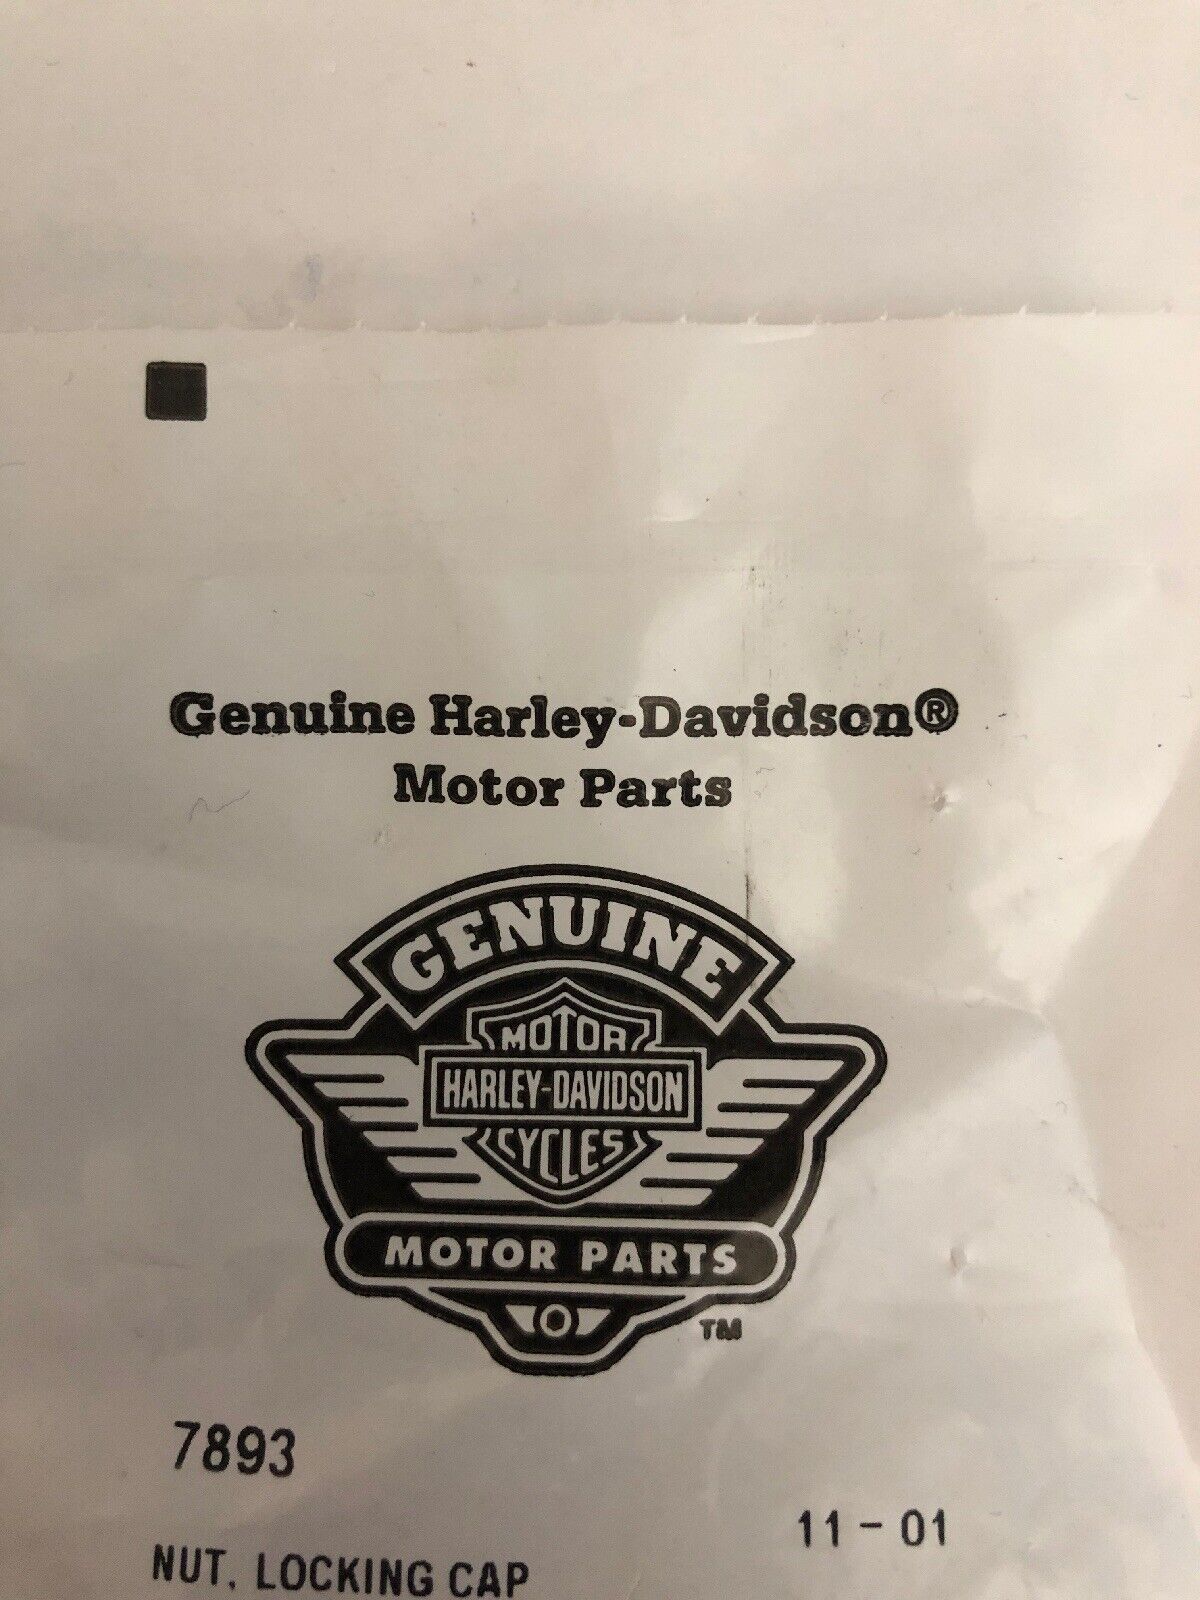 Genuine Harley-Davidson®
Motor Parts
GENUINE
MOTOR
HARLEY-DAVIDSON
CYCLES
MOTOR PARTS
TM
7893
11 - 01
NUT, LOCKING CAP